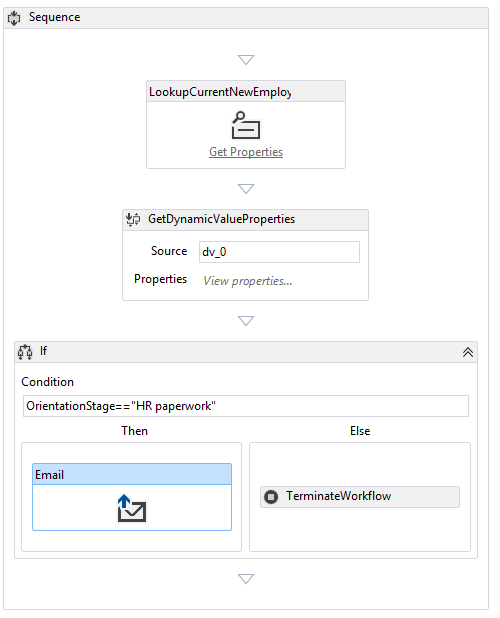 Sequence
LookupCurrentNewEmploy
Get Properties
GetDynamicValueProperties
Source dv_0
Properties View properties...
If
Condition
OrientationStage=="HR paperwork"
Then Else
Email
TerminateWorkflow